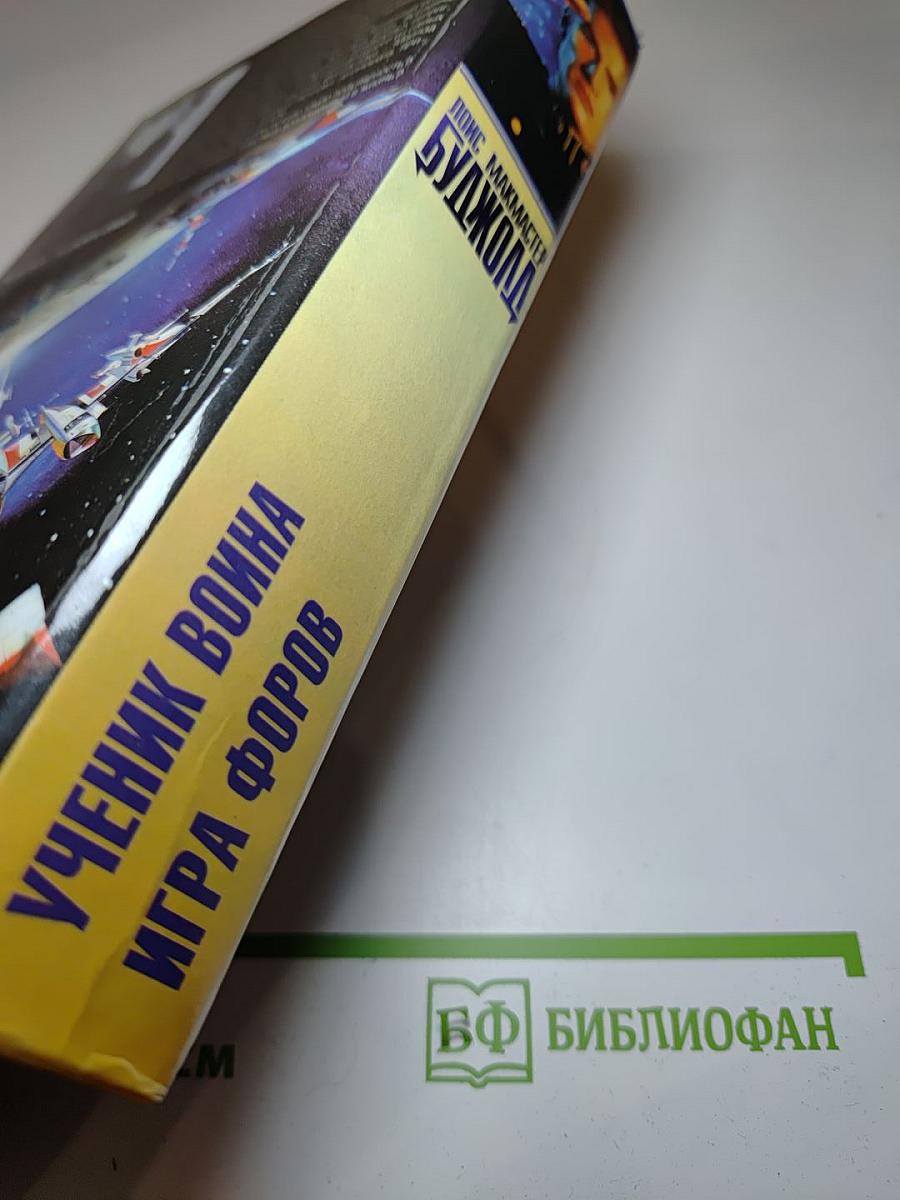 ЛОИС МАКМАСТЕР
БУДЖОЛД
УЧЕНИК ВОИНА
ИГРА ФОРОВ
БФ БИБЛИОФАН